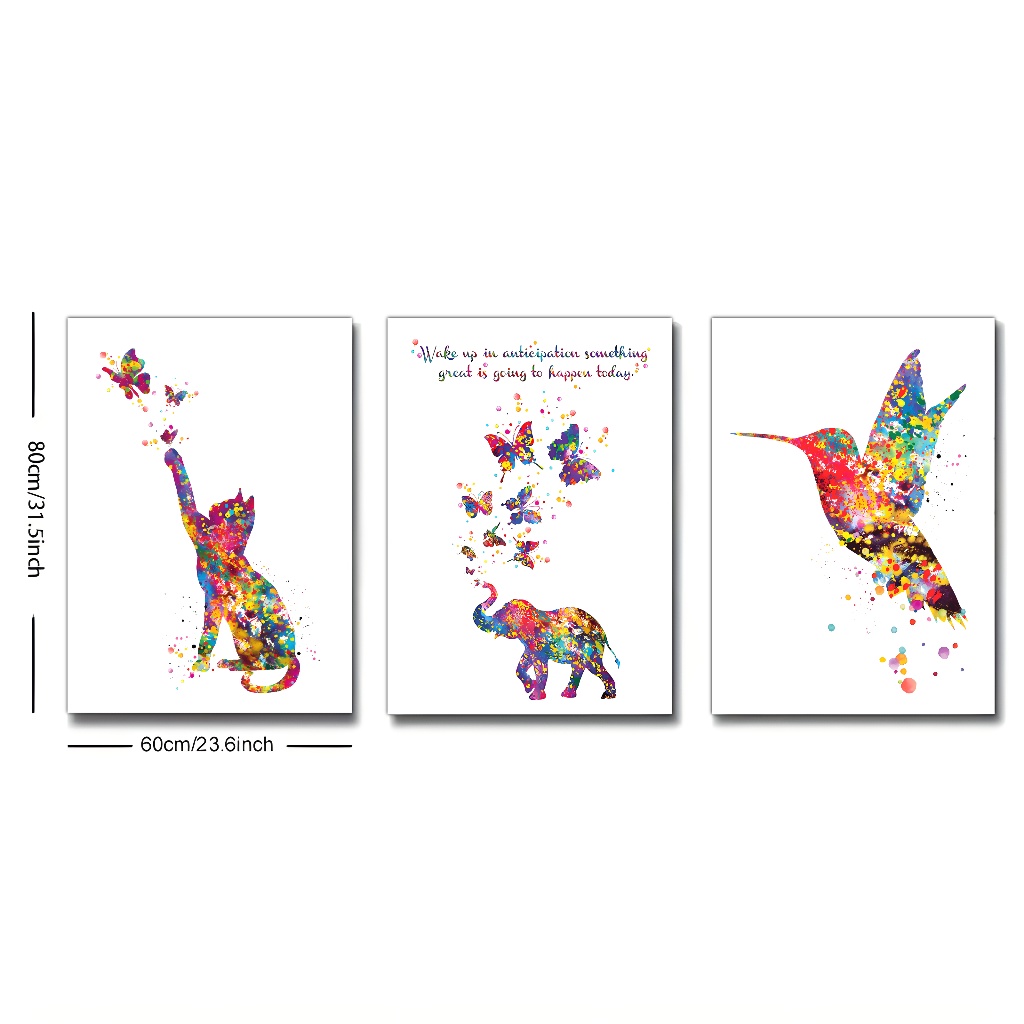 Wake up in anticipation something
great is going to happen today.
80cm/31.5inch
60cm/23.6inch